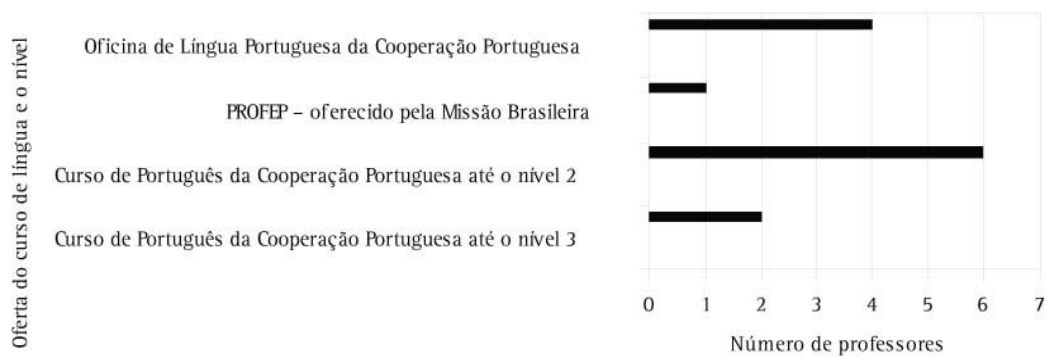 Oferta do curso de língua e o nível
Oficina de Língua Portuguesa da Cooperação Portuguesa
PROFEP – oferecido pela Missão Brasileira
Curso de Português da Cooperação Portuguesa até o nível 2
Curso de Português da Cooperação Portuguesa até o nível 3
0 1 2 3 4 5 6 7
Número de professores